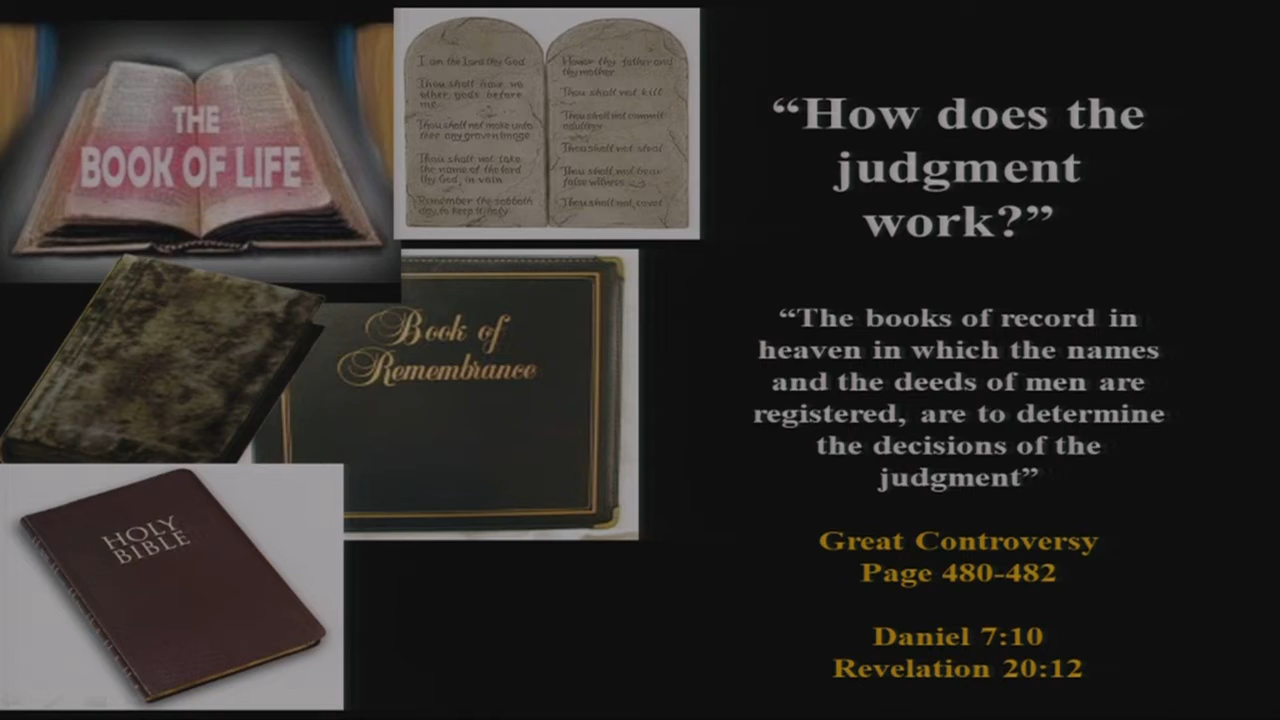 THE
BOOK OF LIFE
I am the Lord thy God
Thou shalt have no
other gods before
me
Thou shalt not make unto
thee any graven image
Thou shalt not take
the name of the lord
thy God, in vain
Remember the sabbath
day, to keep it holy
Honor thy father and
thy mother
Thou shalt not kill
Thou shalt not commit
adultery
Thou shalt not steal
Thou shalt not bear
false witness
Thou shalt not covet
Book of
Remembrance
HOLY
BIBLE
“How does the
judgment
work?”
“The books of record in
heaven in which the names
and the deeds of men are
registered, are to determine
the decisions of the
judgment”
Great Controversy
Page 480-482
Daniel 7:10
Revelation 20:12